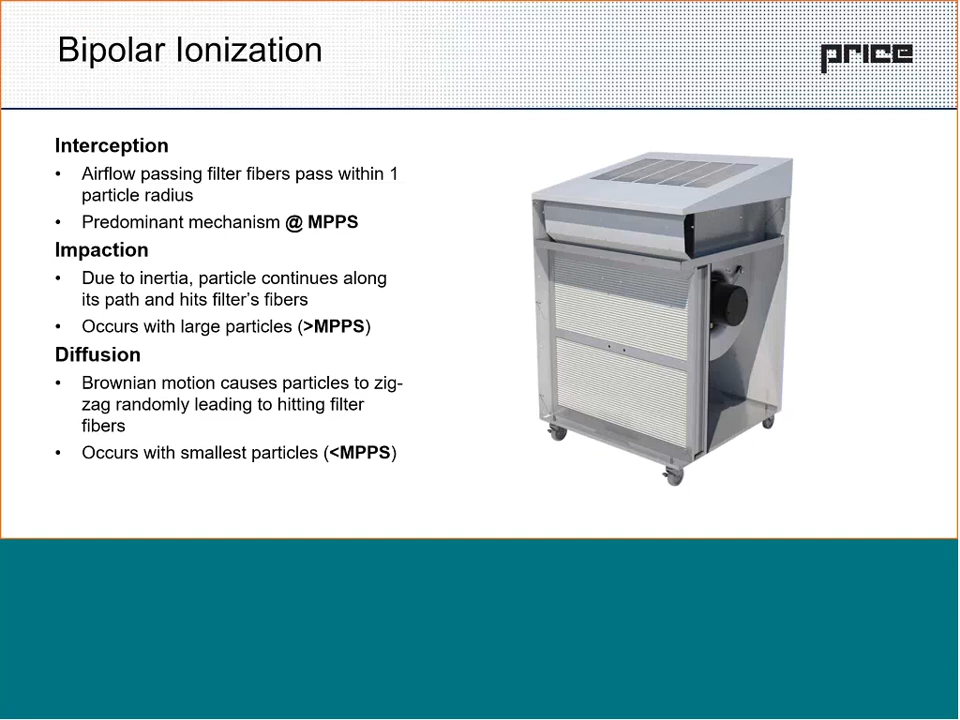 Bipolar Ionization
price
Interception
• Airflow passing filter fibers pass within 1
particle radius
• Predominant mechanism @ MPPS
Impaction
• Due to inertia, particle continues along
its path and hits filter’s fibers
• Occurs with large particles (>MPPS)
Diffusion
• Brownian motion causes particles to zig-
zag randomly leading to hitting filter
fibers
• Occurs with smallest particles (<MPPS)